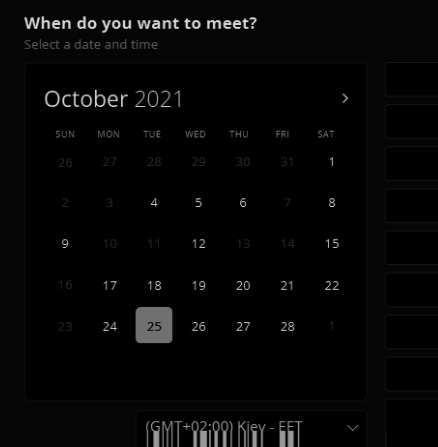 When do you want to meet?
Select a date and time
October 2021
SUN MON TUE WED THU FRI SAT
26 27 28 29 30 31 1
2 3 4 5 6 7 8
9 10 11 12 13 14 15
16 17 18 19 20 21 22
23 24 25 26 27 28 1
(GMT+02:00) Kiev - EET